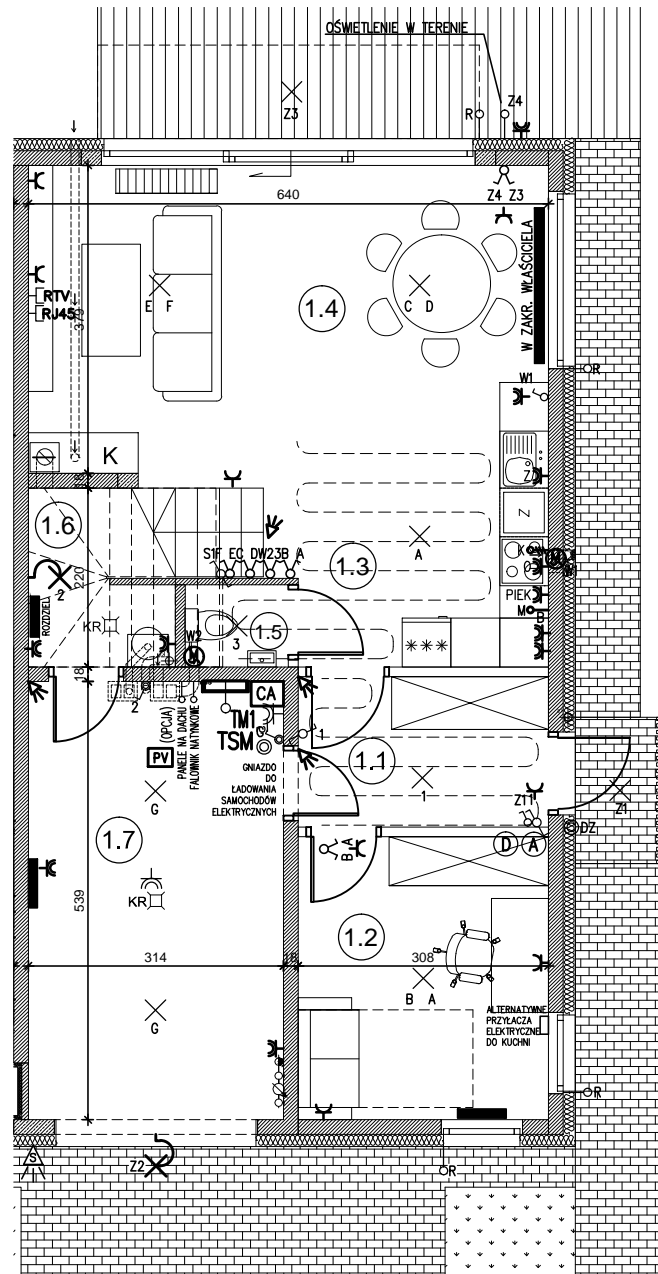 OŚWIETLENIE W TERENIE
Z3
R
Z4
Z4 Z3
640
W ZAKR. WŁAŚCICIELA
E F
C D
RTV
RJ45
379
1.4
R
W1
K
Z
18
1.6
220
S1F EC DW23B A
A
1.3
PIEK
M
2
ROZDZIEL
KR
W2
M
3
1.5
18
2
(OPCJA)
PV
PANELE NA DACHU
FALOWNIK NATYNKOWE
CA
TM1
TSM
GNIAZDO
DO
ŁADOWANIA
SAMOCHODÓW
ELEKTRYCZNYCH
1
1.1
1
Z1
Z11
D
A
DZ
G
1.7
B A
KR
539
1.2
314
18
308
B A
G
ALTERNATYWNE
PRZYŁĄCZA
ELEKTRYCZNE
DO KUCHNI
R
S
Z2
R